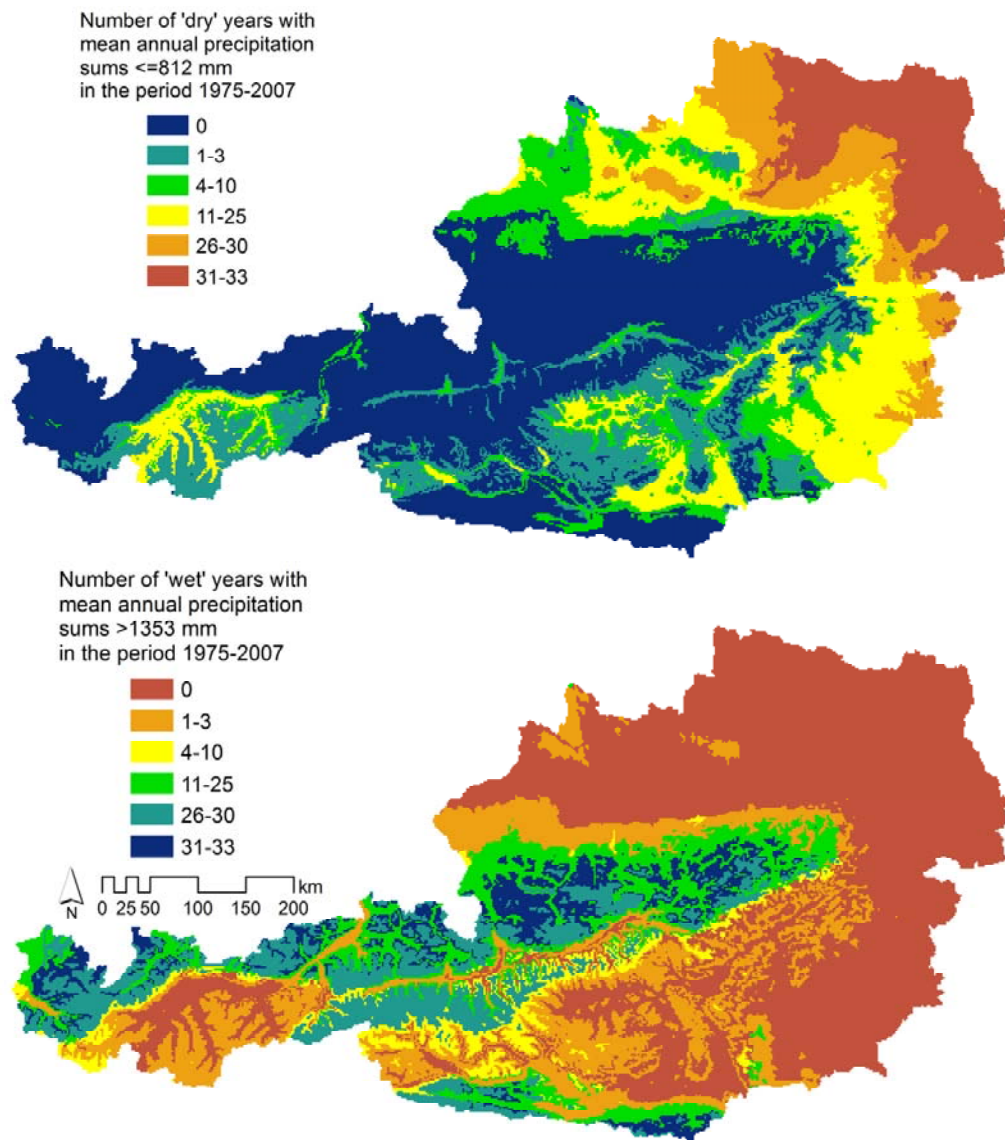 Number of 'dry' years with
mean annual precipitation
sums <=812 mm
in the period 1975-2007
0
1-3
4-10
11-25
26-30
31-33
Number of 'wet' years with
mean annual precipitation
sums >1353 mm
in the period 1975-2007
0
1-3
4-10
11-25
26-30
31-33
km
N
0 25 50 100 150 200